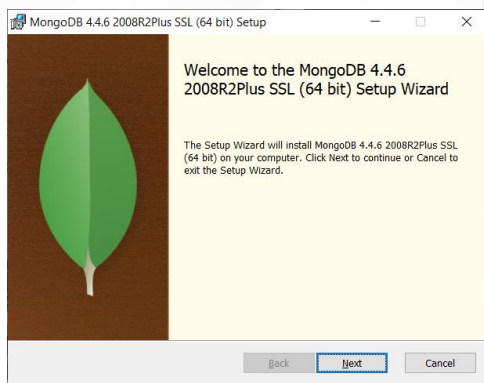 MongoDB 4.4.6 2008R2Plus SSL (64 bit) Setup
Welcome to the MongoDB 4.4.6
2008R2Plus SSL (64 bit) Setup Wizard
The Setup Wizard will install MongoDB 4.4.6 2008R2Plus SSL
(64 bit) on your computer. Click Next to continue or Cancel to
exit the Setup Wizard.
Back Next Cancel